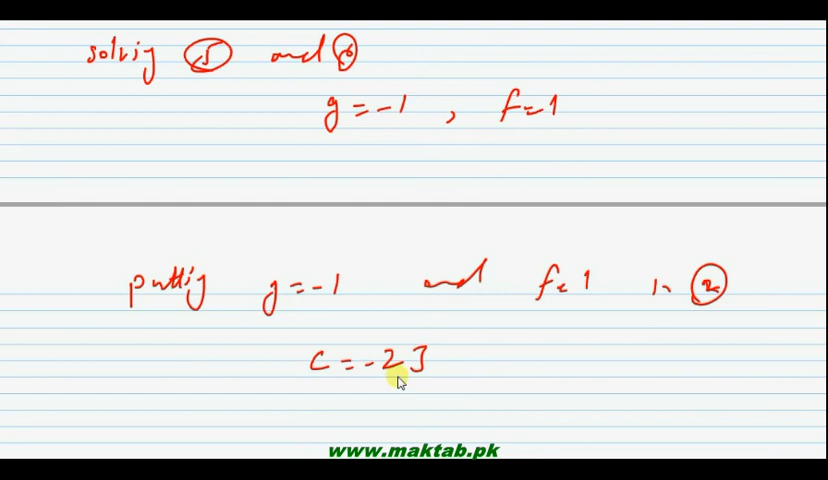 solving 5 and 6
g = -1 , f = 1
putting g = -1 and f = 1 in 2
c = -23
www.maktab.pk